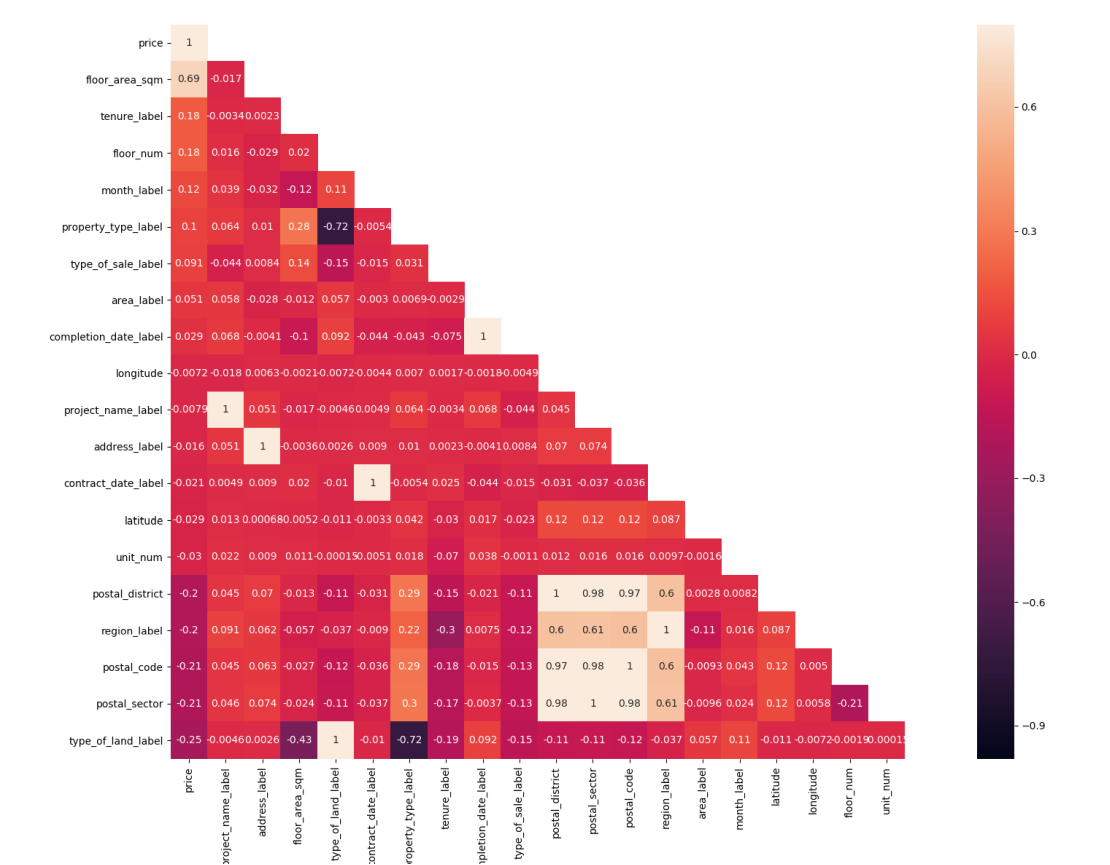 price 1
floor_area_sqm 0.69 -0.017
0.6
tenure_label 0.18 -0.0034 0.0023
floor_num 0.18 0.016 -0.029 0.02
month_label 0.12 0.039 -0.032 -0.12 0.11
property_type_label 0.1 0.064 0.01 0.28 -0.72 -0.0054
0.3
type_of_sale_label 0.091 -0.044 0.0084 0.14 -0.15 -0.015 0.031
area_label 0.051 0.058 -0.028 -0.012 0.057 -0.003 0.0069 -0.0029
completion_date_label 0.029 0.068 -0.0041 -0.1 0.092 -0.044 -0.043 -0.075 1
0.0
longitude -0.0072 -0.018 0.0063 -0.0021 -0.0072 -0.0044 0.007 0.0017 -0.0018 -0.0049
project_name_label -0.0079 1 0.051 -0.017 -0.0046 0.0049 0.064 -0.0034 0.068 -0.044 0.045
address_label -0.016 0.051 1 -0.0036 0.0026 0.009 0.01 0.0023 -0.0041 0.0084 0.07 0.074
contract_date_label -0.021 0.0049 0.009 0.02 -0.01 1 -0.0054 0.025 -0.044 -0.015 -0.031 -0.037 -0.036
-0.3
latitude -0.029 0.013 0.00068 -0.0052 -0.011 -0.0033 0.042 -0.03 0.017 -0.023 0.12 0.12 0.12 0.087
unit_num -0.03 0.022 0.009 0.011 -0.00015 0.0051 0.018 -0.07 0.038 -0.0011 0.012 0.016 0.016 0.0097 -0.0016
postal_district -0.2 0.045 0.07 -0.013 -0.11 -0.031 0.29 -0.15 -0.021 -0.11 1 0.98 0.97 0.6 0.0028 0.0082
-0.6
region_label -0.2 0.091 0.062 -0.057 -0.037 -0.009 0.22 -0.3 0.0075 -0.12 0.6 0.61 0.6 1 -0.11 0.016 0.087
postal_code -0.21 0.045 0.063 -0.027 -0.12 -0.036 0.29 -0.18 -0.015 -0.13 0.97 0.98 1 0.6 -0.0093 0.043 0.12 0.005
postal_sector -0.21 0.046 0.074 -0.024 -0.11 -0.037 0.3 -0.17 -0.0037 -0.13 0.98 1 0.98 0.61 -0.0096 0.024 0.12 0.0058 -0.21
-0.9
type_of_land_label -0.25 -0.0046 0.0026 -0.43 1 -0.01 -0.72 -0.19 0.092 -0.15 -0.11 -0.11 -0.12 -0.037 0.057 0.11 -0.011 -0.0072 -0.0019 0.00015
price
project_name_label
address_label
floor_area_sqm
type_of_land_label
contract_date_label
property_type_label
tenure_label
mpletion_date_label
type_of_sale_label
postal_district
postal_sector
postal_code
region_label
area_label
month_label
latitude
longitude
floor_num
unit_num